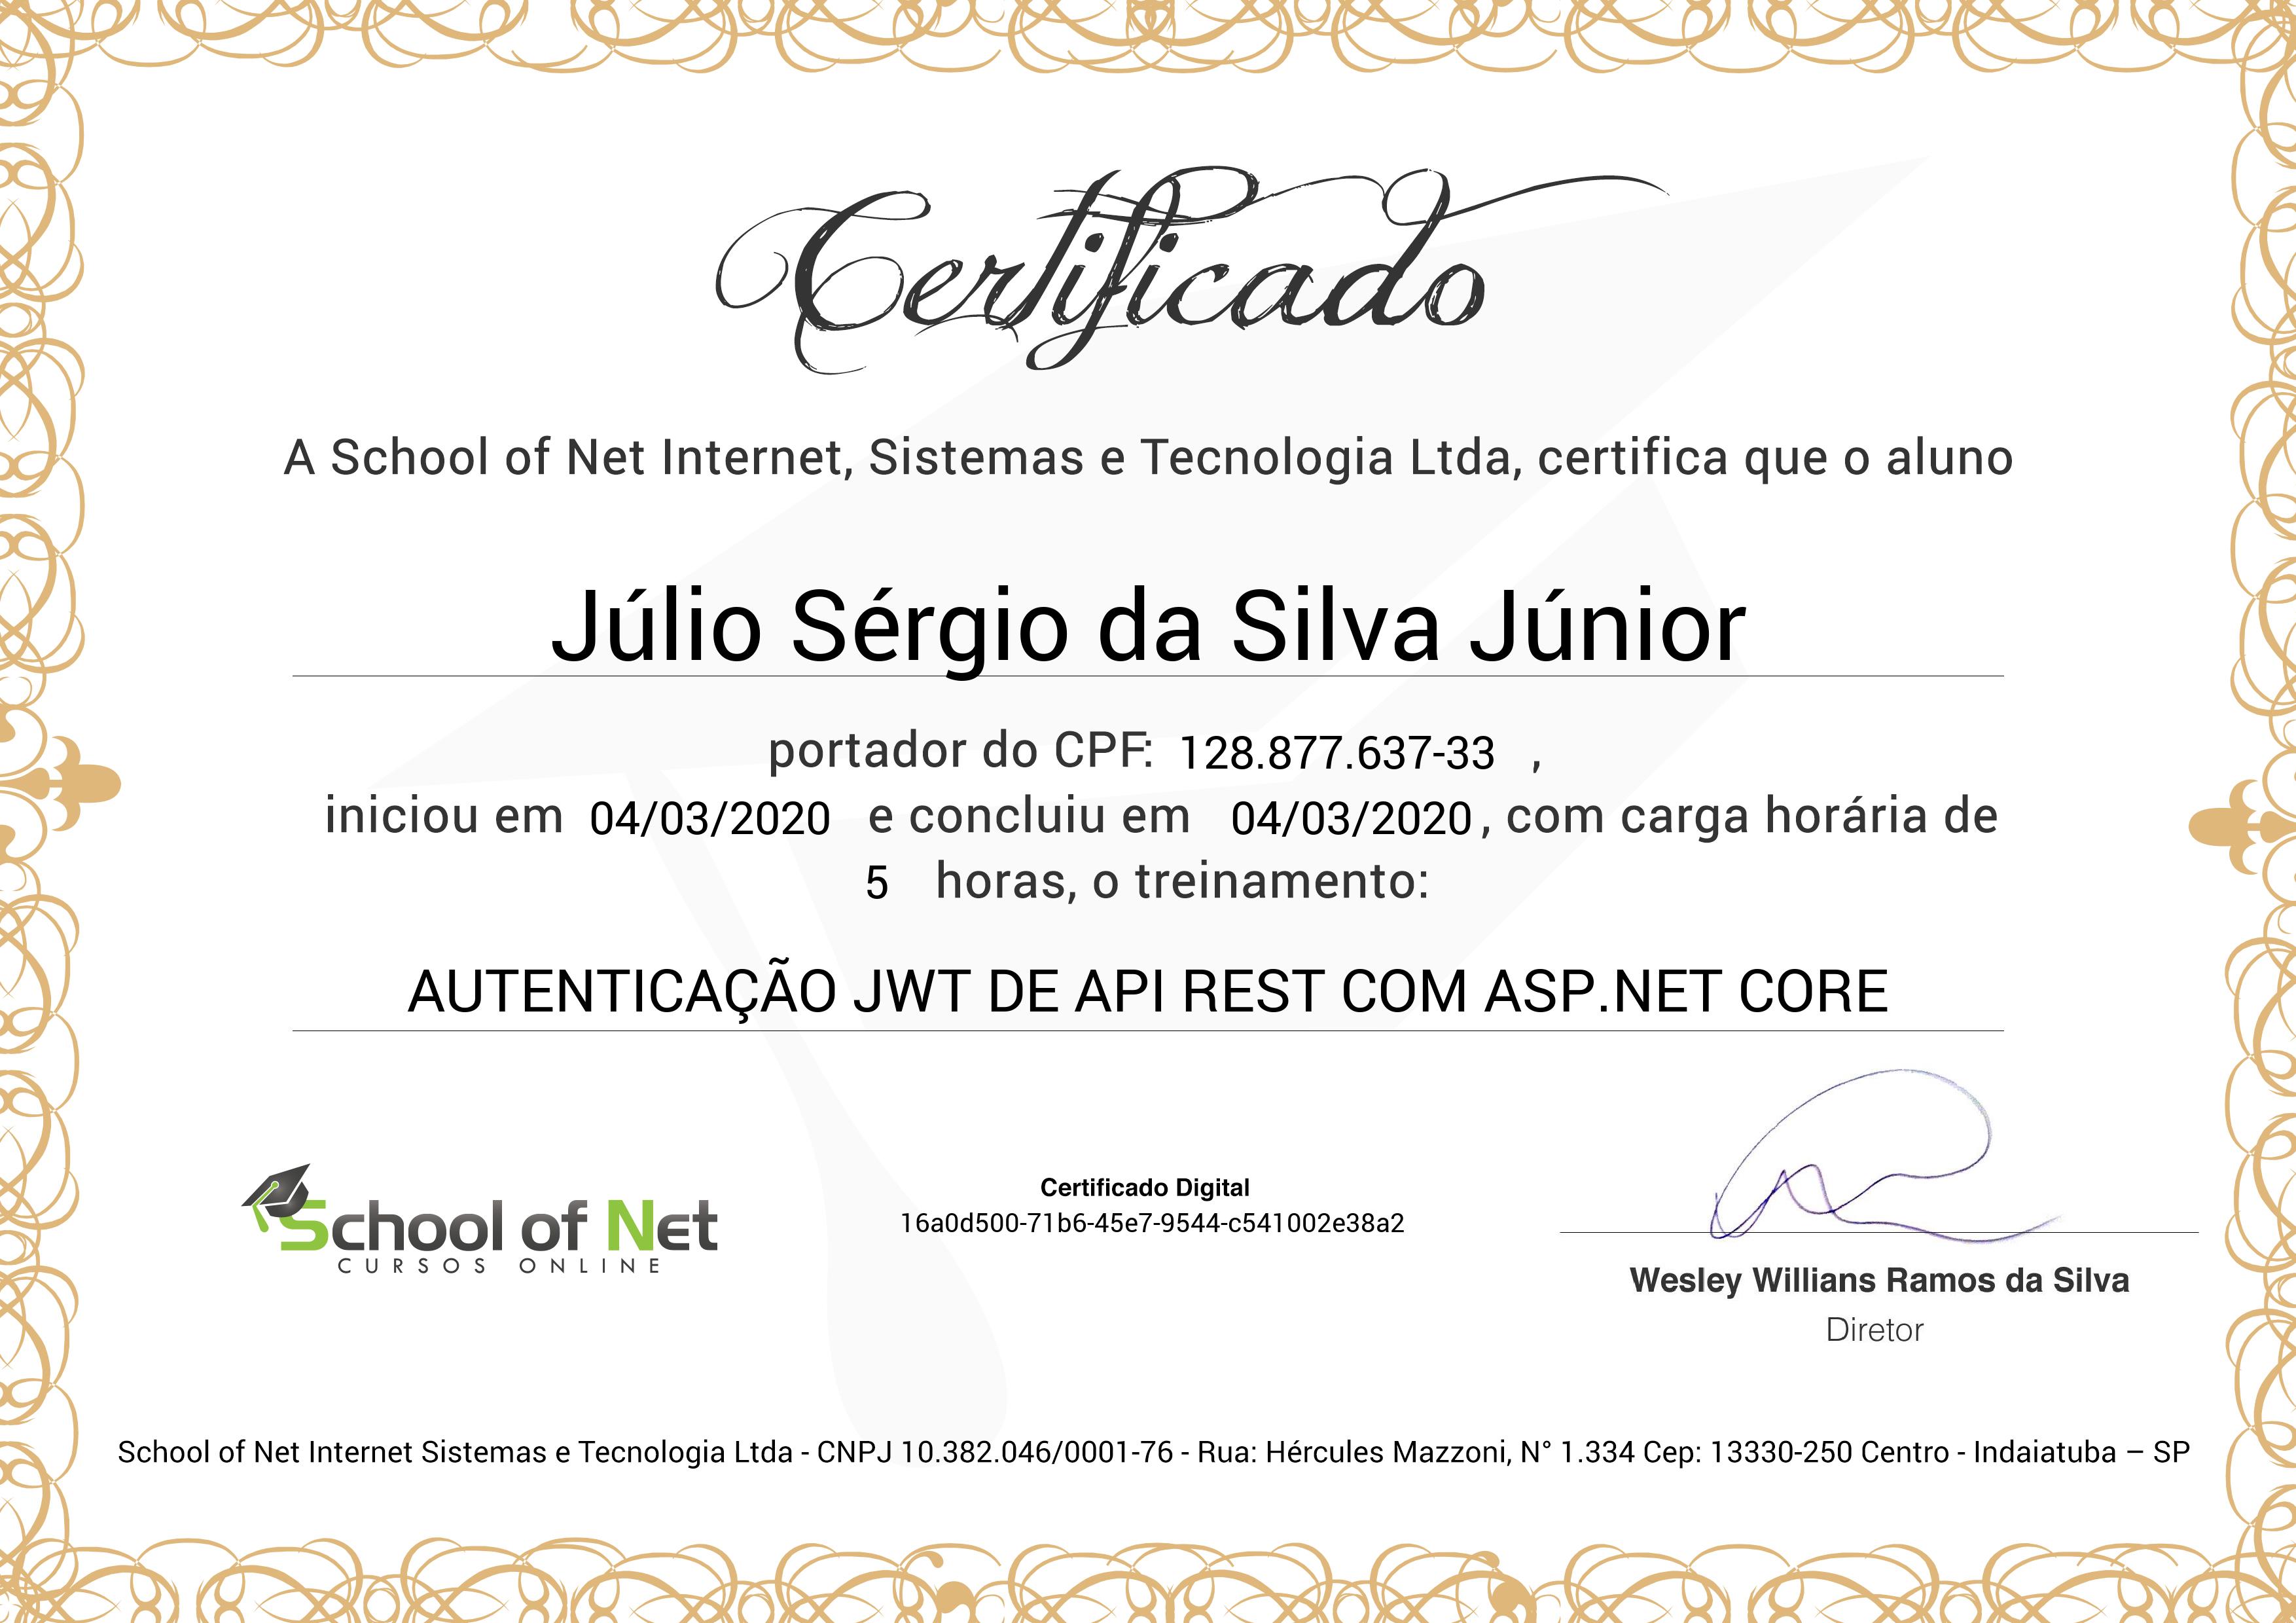 Certificado
A School of Net Internet, Sistemas e Tecnologia Ltda, certifica que o aluno
Júlio Sérgio da Silva Júnior
portador do CPF: 128.877.637-33 ,
iniciou em 04/03/2020 e concluiu em 04/03/2020, com carga horária de
5 horas, o treinamento:
AUTENTICAÇÃO JWT DE API REST COM ASP.NET CORE
School of Net
CURSOS ONLINE
Certificado Digital
16a0d500-71b6-45e7-9544-c541002e38a2
Wesley Willians Ramos da Silva
Diretor
School of Net Internet Sistemas e Tecnologia Ltda - CNPJ 10.382.046/0001-76 - Rua: Hércules Mazzoni, N° 1.334 Cep: 13330-250 Centro - Indaiatuba – SP